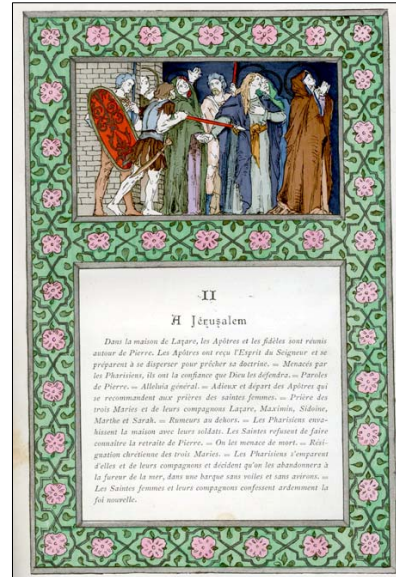 II
A Jérusalem
Dans la maison de Lazare, les Apôtres et les fidèles sont réunis
autour de Pierre. Les Apôtres ont reçu l'Esprit du Seigneur et se
préparent à se disperser pour prêcher sa doctrine. = Menacés par
les Pharisiens, ils ont la confiance que Dieu les défendra. = Paroles
de Pierre. = Alleluia général. = Adieux et départ des Apôtres qui
se recommandent aux prières des saintes femmes. = Prière des
trois Maries et de leurs compagnons Lazare, Maximin, Sidoine,
Marthe et Sarah. = Rumeurs au dehors. = Les Pharisiens enva-
hissent la maison avec leurs soldats. Les Saintes refusent de faire
connaître la retraite de Pierre. = On les menace de mort. = Rési-
gnation chrétienne des trois Maries. = Les Pharisiens s'emparent
d'elles et de leurs compagnons et décident qu'on les abandonnera à
la fureur de la mer, dans une barque sans voiles et sans avirons. =
Les Saintes femmes et leurs compagnons confessent ardemment la
foi nouvelle.